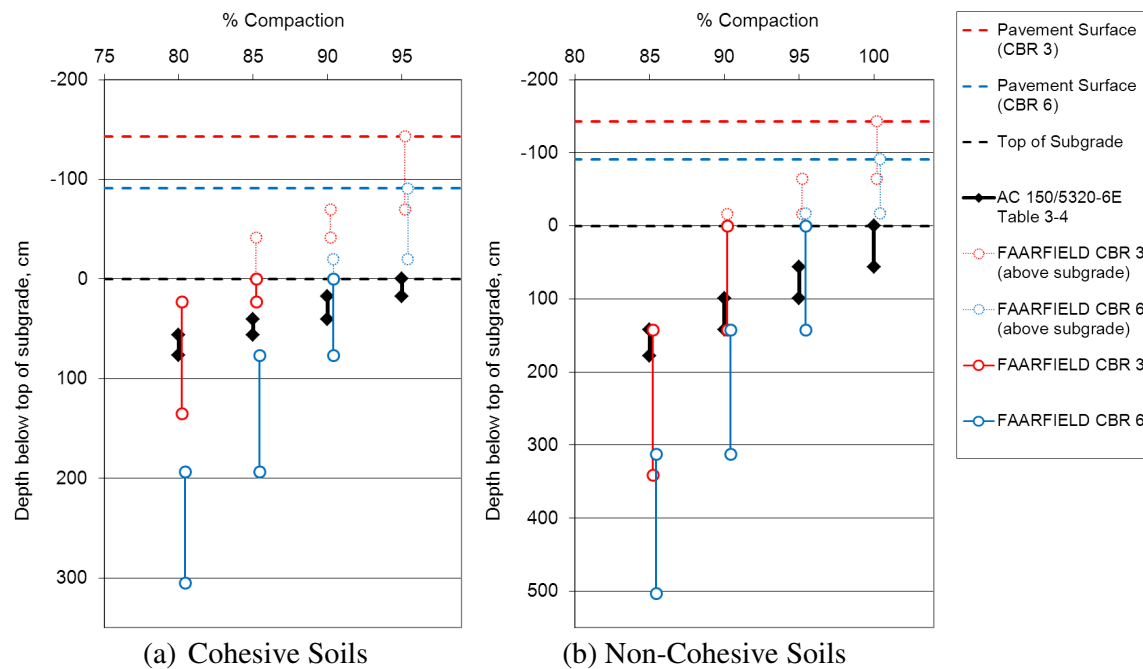 % Compaction
75 80 85 90 95
-200
-100
0
100
200
300
Depth below top of subgrade, cm
(a) Cohesive Soils
% Compaction
80 85 90 95 100
-200
-100
0
100
200
300
400
500
Depth below top of subgrade, cm
(b) Non-Cohesive Soils
Pavement Surface
(CBR 3)
Pavement Surface
(CBR 6)
Top of Subgrade
AC 150/5320-6E
Table 3-4
FAARFIELD CBR 3
(above subgrade)
FAARFIELD CBR 6
(above subgrade)
FAARFIELD CBR 3
FAARFIELD CBR 6